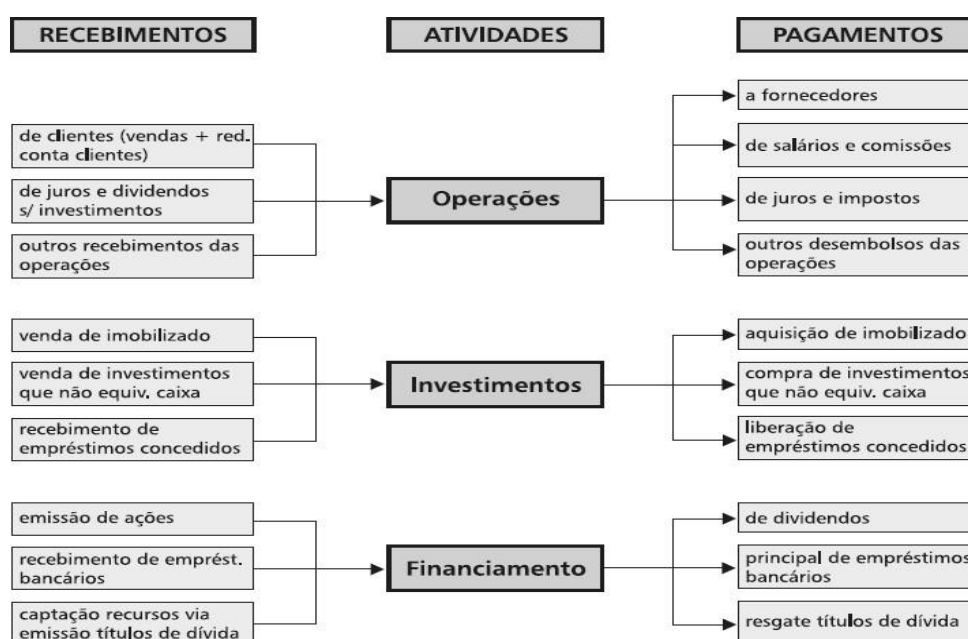 RECEBIMENTOS
ATIVIDADES
PAGAMENTOS
de clientes (vendas + red.
conta clientes)
de juros e dividendos
s/ investimentos
outros recebimentos das
operações
Operações
a fornecedores
de salários e comissões
de juros e impostos
outros desembolsos das
operações
venda de imobilizado
venda de investimentos
que não equiv. caixa
recebimento de
empréstimos concedidos
Investimentos
aquisição de imobilizado
compra de investimentos
que não equiv. caixa
liberação de
empréstimos concedidos
emissão de ações
recebimento de emprést.
bancários
captação recursos via
emissão títulos de dívida
Financiamento
de dividendos
principal de empréstimos
bancários
resgate títulos de dívida